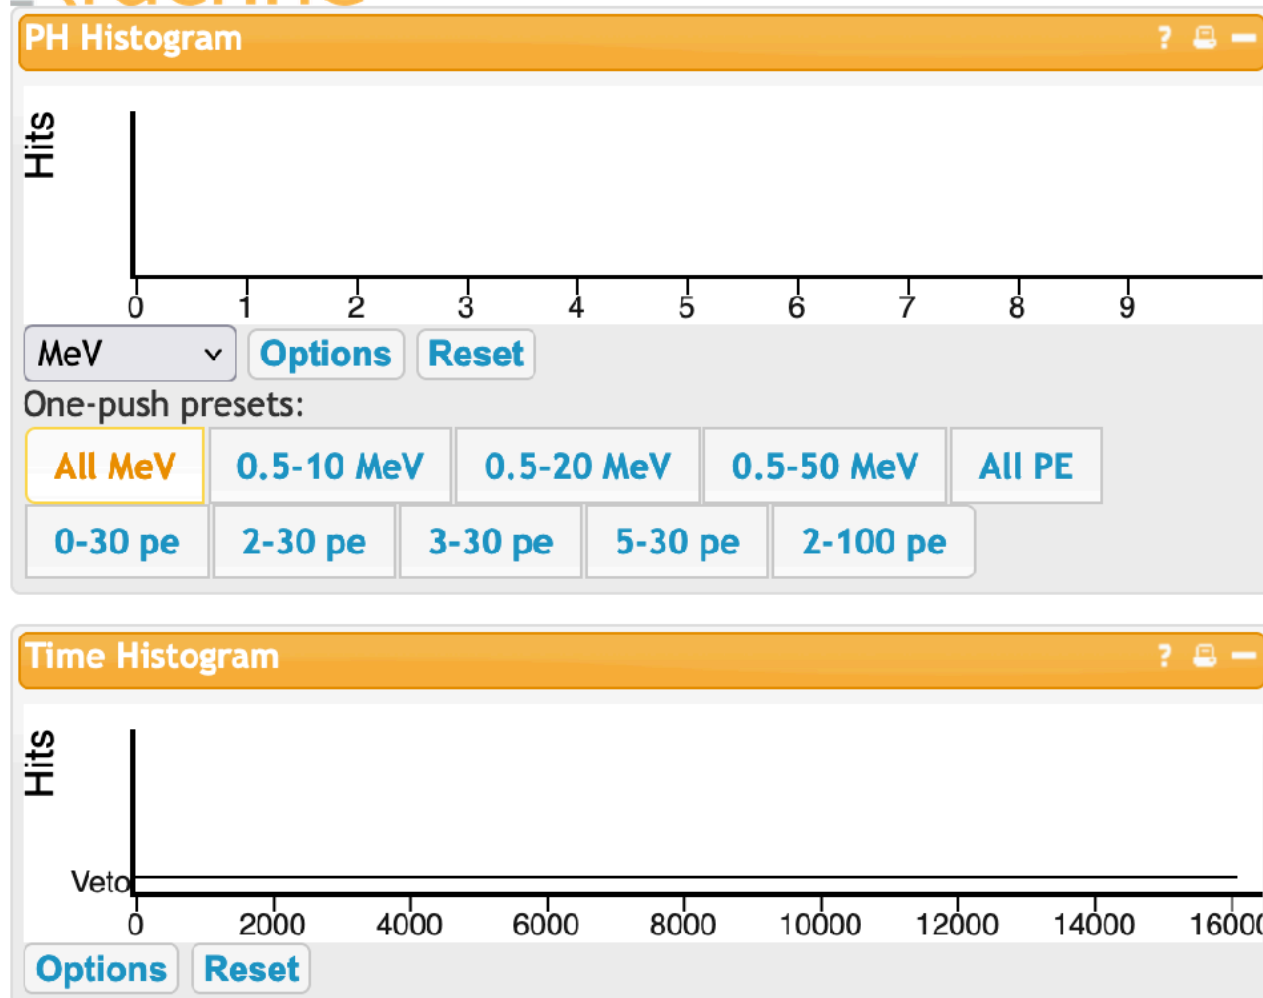 PH Histogram ?
Hits
0 1 2 3 4 5 6 7 8 9
MeV Options Reset
One-push presets:
All MeV 0.5-10 MeV 0.5-20 MeV 0.5-50 MeV All PE
0-30 pe 2-30 pe 3-30 pe 5-30 pe 2-100 pe
Time Histogram ?
Hits
Veto
0 2000 4000 6000 8000 10000 12000 14000 16000
Options Reset